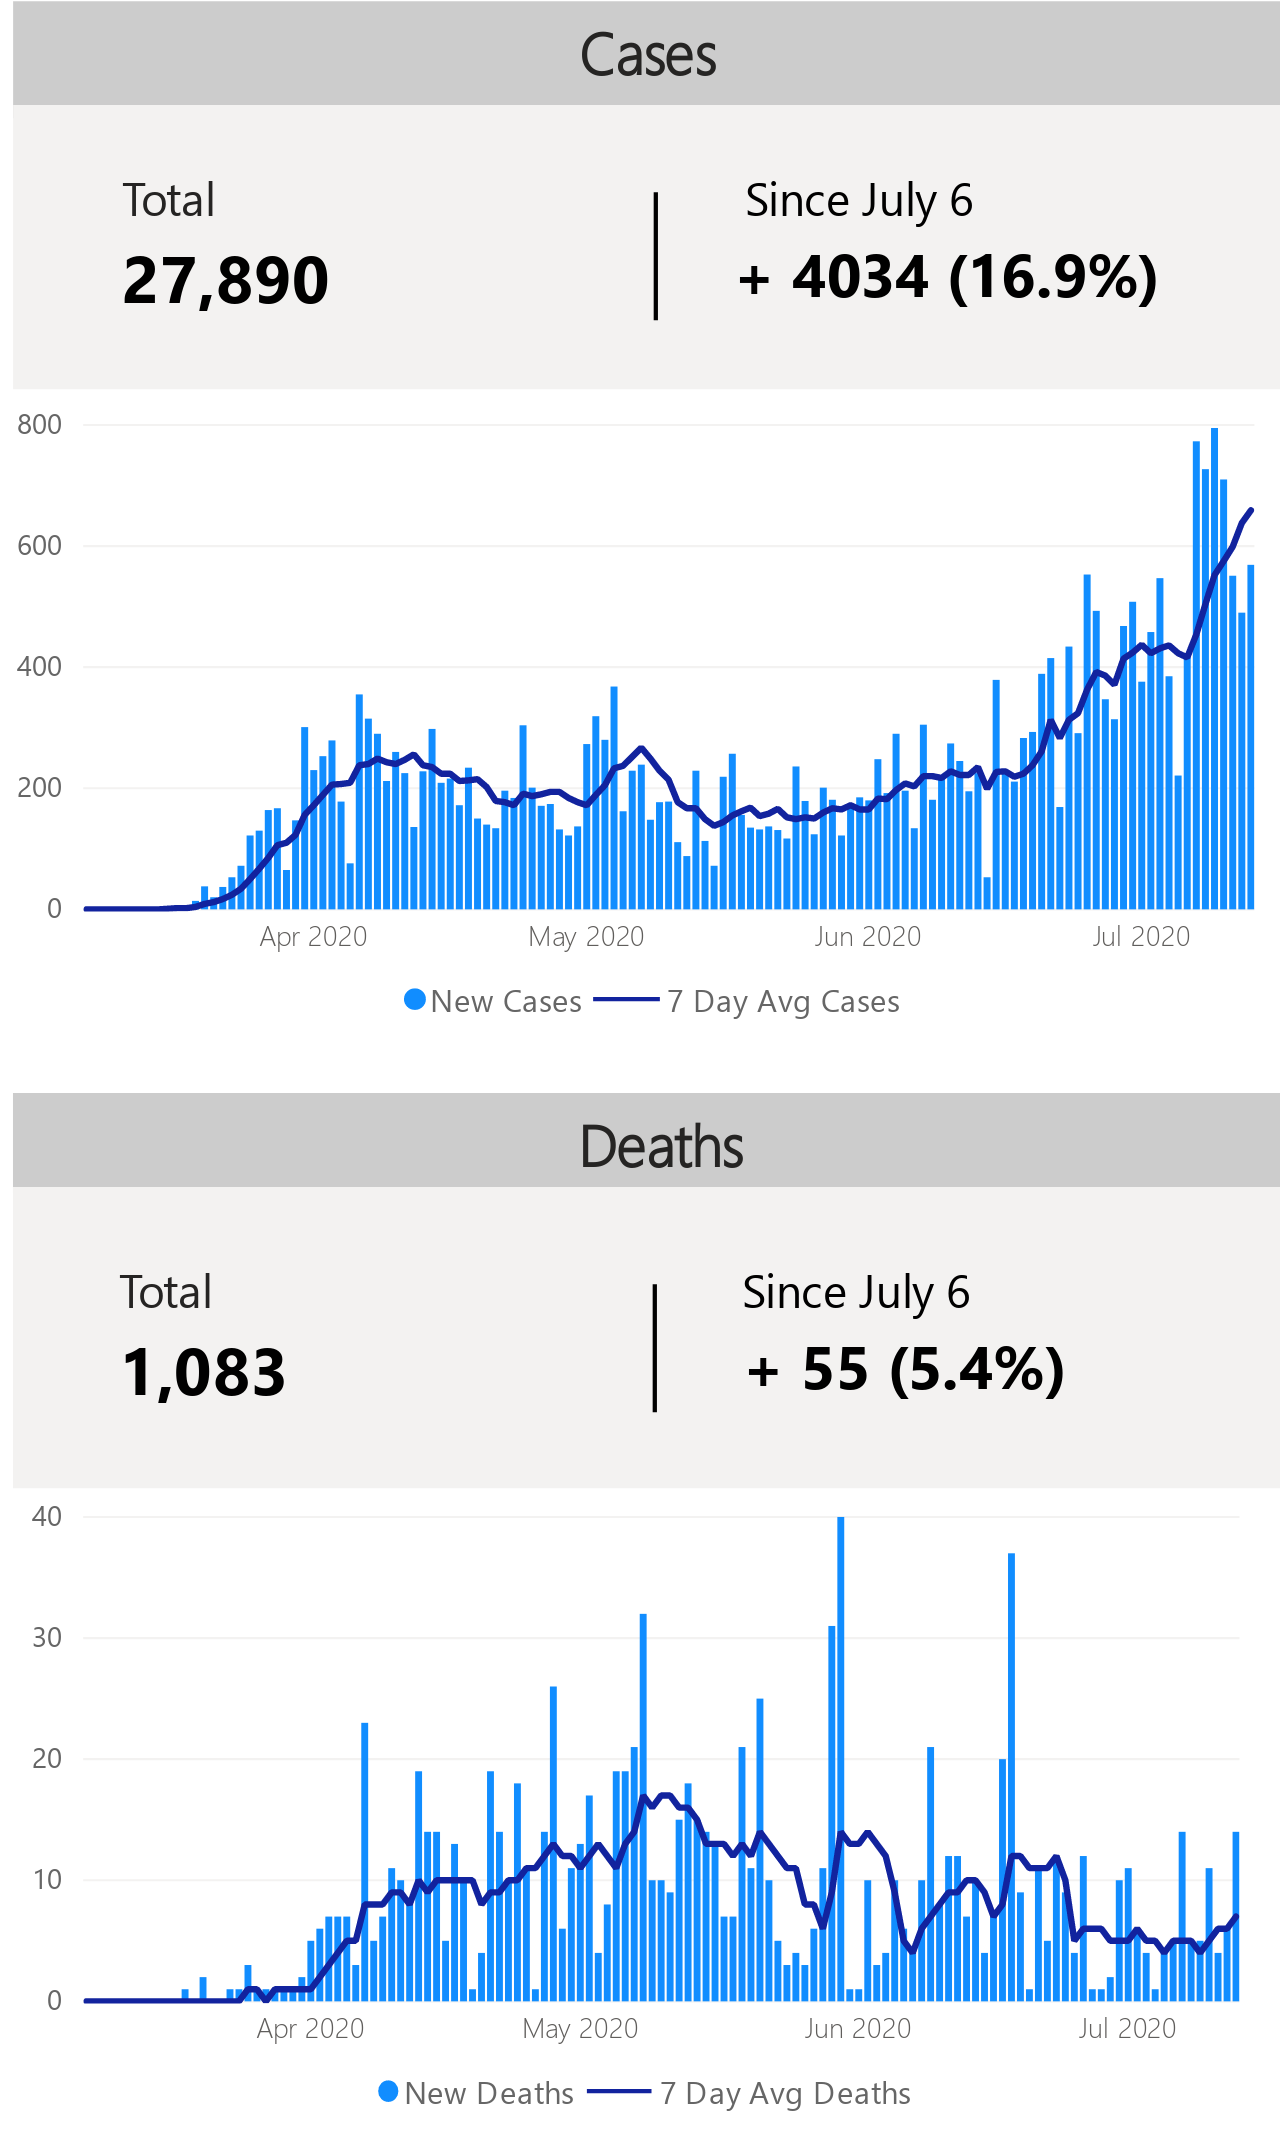 Cases
Total
Since July 6
27,890
+ 4034 (16.9%)
800
600
400
200
0
Apr 2020
May 2020
Jun 2020
Jul 2020
New Cases
7 Day Avg Cases
Deaths
Total
Since July 6
1,083
+ 55 (5.4%)
40
30
20
10
0
Apr 2020
May 2020
Jun 2020
Jul 2020
New Deaths
7 Day Avg Deaths